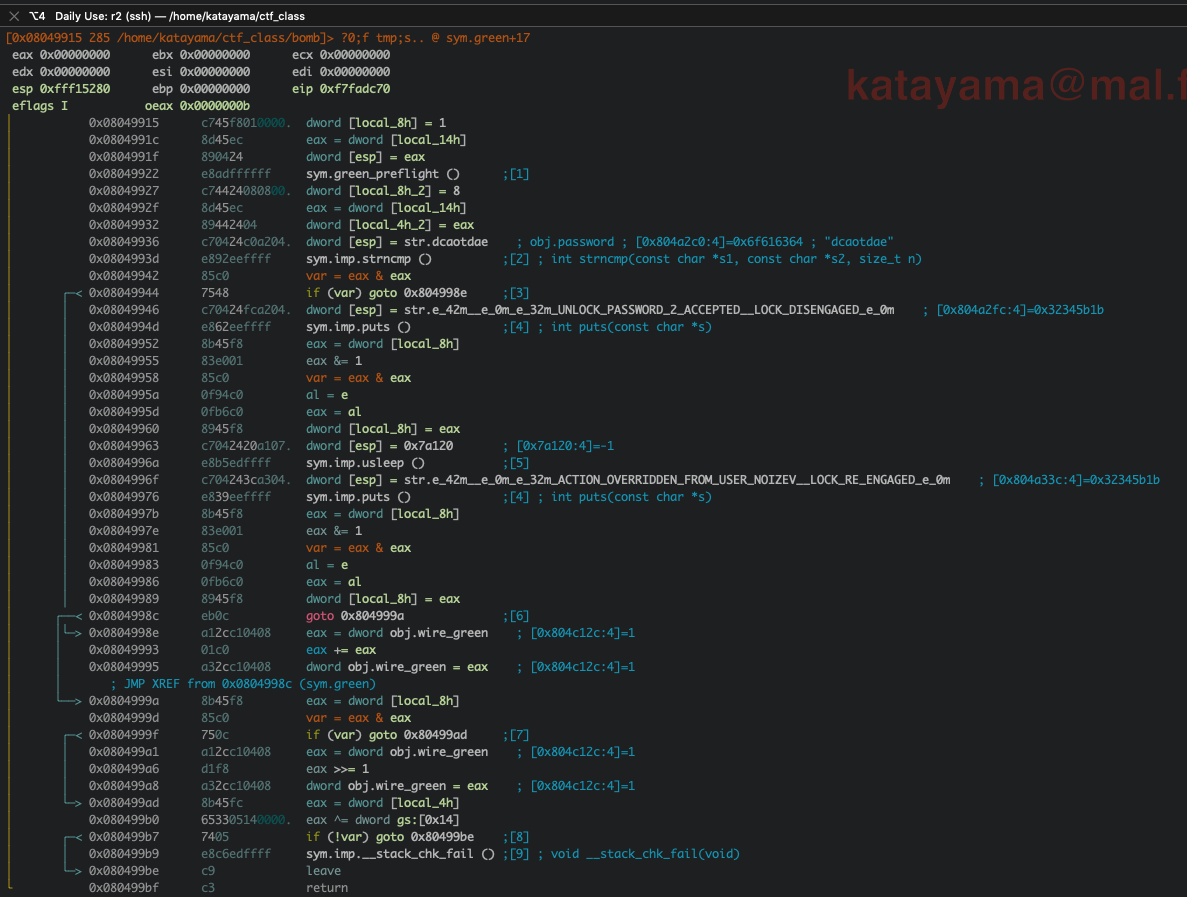 ⌥4 Daily Use: r2 (ssh) — /home/katayama/ctf_class
[0x08049915 285 /home/katayama/ctf_class/bomb]> ?0;f tmp;s.. @ sym.green+17
eax 0x00000000 ebx 0x00000000 ecx 0x00000000
edx 0x00000000 esi 0x00000000 edi 0x00000000
esp 0xfff15280 ebp 0x00000000 eip 0xf7fadc70
eflags I oeax 0x0000000b
katayama@mal.f
0x08049915 c745f8010000. dword [local_8h] = 1
0x0804991c 8d45ec eax = dword [local_14h]
0x0804991f 890424 dword [esp] = eax
0x08049922 e8adffffff sym.green_preflight () ;[1]
0x08049927 c74424080800. dword [local_8h_2] = 8
0x0804992f 8d45ec eax = dword [local_14h]
0x08049932 89442404 dword [local_4h_2] = eax
0x08049936 c70424c0a204. dword [esp] = str.dcaotdae ; obj.password ; [0x804a2c0:4]=0x6f616364 ; "dcaotdae"
0x0804993d e892eeffff sym.imp.strncmp () ;[2] ; int strncmp(const char *s1, const char *s2, size_t n)
0x08049942 85c0 var = eax & eax
0x08049944 7548 if (var) goto 0x804998e ;[3]
0x08049946 c70424fca204. dword [esp] = str.e_42m__e_0m_e_32m_UNLOCK_PASSWORD_2_ACCEPTED__LOCK_DISENGAGED_e_0m ; [0x804a2fc:4]=0x32345b1b
0x0804994d e862eeffff sym.imp.puts () ;[4] ; int puts(const char *s)
0x08049952 8b45f8 eax = dword [local_8h]
0x08049955 83e001 eax &= 1
0x08049958 85c0 var = eax & eax
0x0804995a 0f94c0 al = e
0x0804995d 0fb6c0 eax = al
0x08049960 8945f8 dword [local_8h] = eax
0x08049963 c7042420a107. dword [esp] = 0x7a120 ; [0x7a120:4]=-1
0x0804996a e8b5edffff sym.imp.usleep () ;[5]
0x0804996f c704243ca304. dword [esp] = str.e_42m__e_0m_e_32m_ACTION_OVERRIDDEN_FROM_USER_NOIZEV__LOCK_RE_ENGAGED_e_0m ; [0x804a33c:4]=0x32345b1b
0x08049976 e839eeffff sym.imp.puts () ;[4] ; int puts(const char *s)
0x0804997b 8b45f8 eax = dword [local_8h]
0x0804997e 83e001 eax &= 1
0x08049981 85c0 var = eax & eax
0x08049983 0f94c0 al = e
0x08049986 0fb6c0 eax = al
0x08049989 8945f8 dword [local_8h] = eax
0x0804998c eb0c goto 0x804999a ;[6]
0x0804998e a12cc10408 eax = dword obj.wire_green ; [0x804c12c:4]=1
0x08049993 01c0 eax += eax
0x08049995 a32cc10408 dword obj.wire_green = eax ; [0x804c12c:4]=1
; JMP XREF from 0x0804998c (sym.green)
0x0804999a 8b45f8 eax = dword [local_8h]
0x0804999d 85c0 var = eax & eax
0x0804999f 750c if (var) goto 0x80499ad ;[7]
0x080499a1 a12cc10408 eax = dword obj.wire_green ; [0x804c12c:4]=1
0x080499a6 d1f8 eax >>= 1
0x080499a8 a32cc10408 dword obj.wire_green = eax ; [0x804c12c:4]=1
0x080499ad 8b45fc eax = dword [local_4h]
0x080499b0 653305140000. eax ^= dword gs:[0x14]
0x080499b7 7405 if (!var) goto 0x80499be ;[8]
0x080499b9 e8c6edffff sym.imp.__stack_chk_fail () ;[9] ; void __stack_chk_fail(void)
0x080499be c9 leave
0x080499bf c3 return